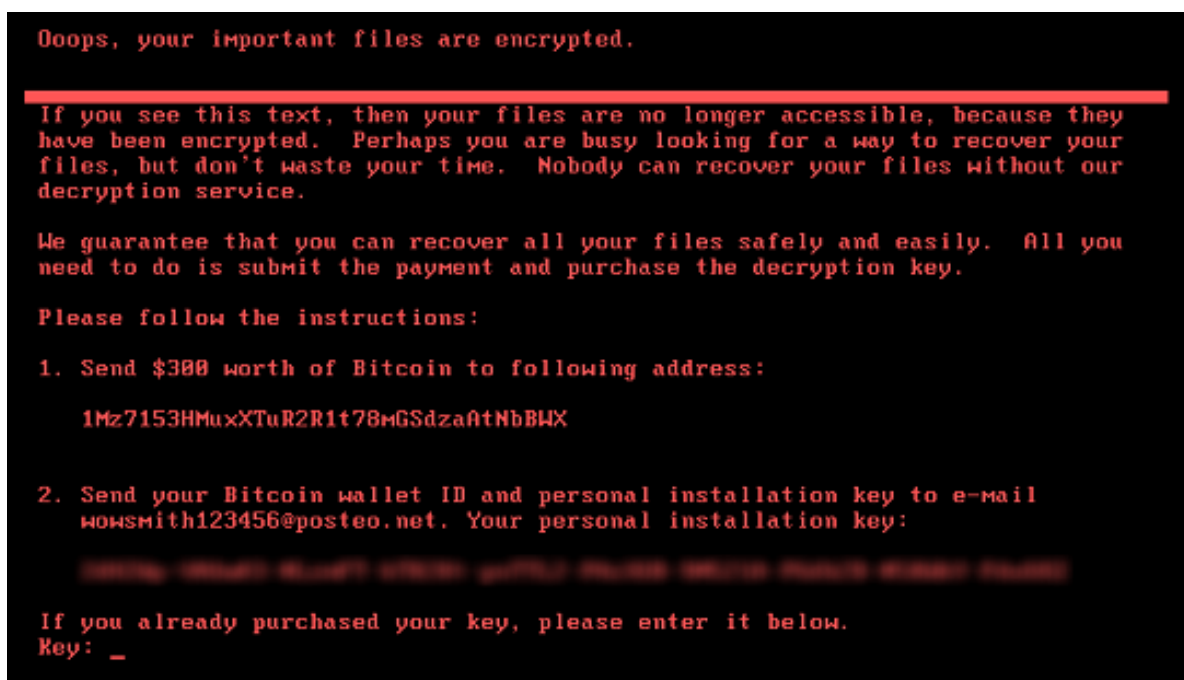 Ooops, your important files are encrypted.
If you see this text, then your files are no longer accessible, because they
have been encrypted.  Perhaps you are busy looking for a way to recover your
files, but don't waste your time.  Nobody can recover your files without our
decryption service.
We guarantee that you can recover all your files safely and easily.  All you
need to do is submit the payment and purchase the decryption key.
Please follow the instructions:
1. Send $300 worth of Bitcoin to following address:
1Mz7153HMuxXTuR2R1t78mGSdzaAtNbBWX
2. Send your Bitcoin wallet ID and personal installation key to e-mail
wowsmith123456@posteo.net. Your personal installation key:
If you already purchased your key, please enter it below.
Key: _